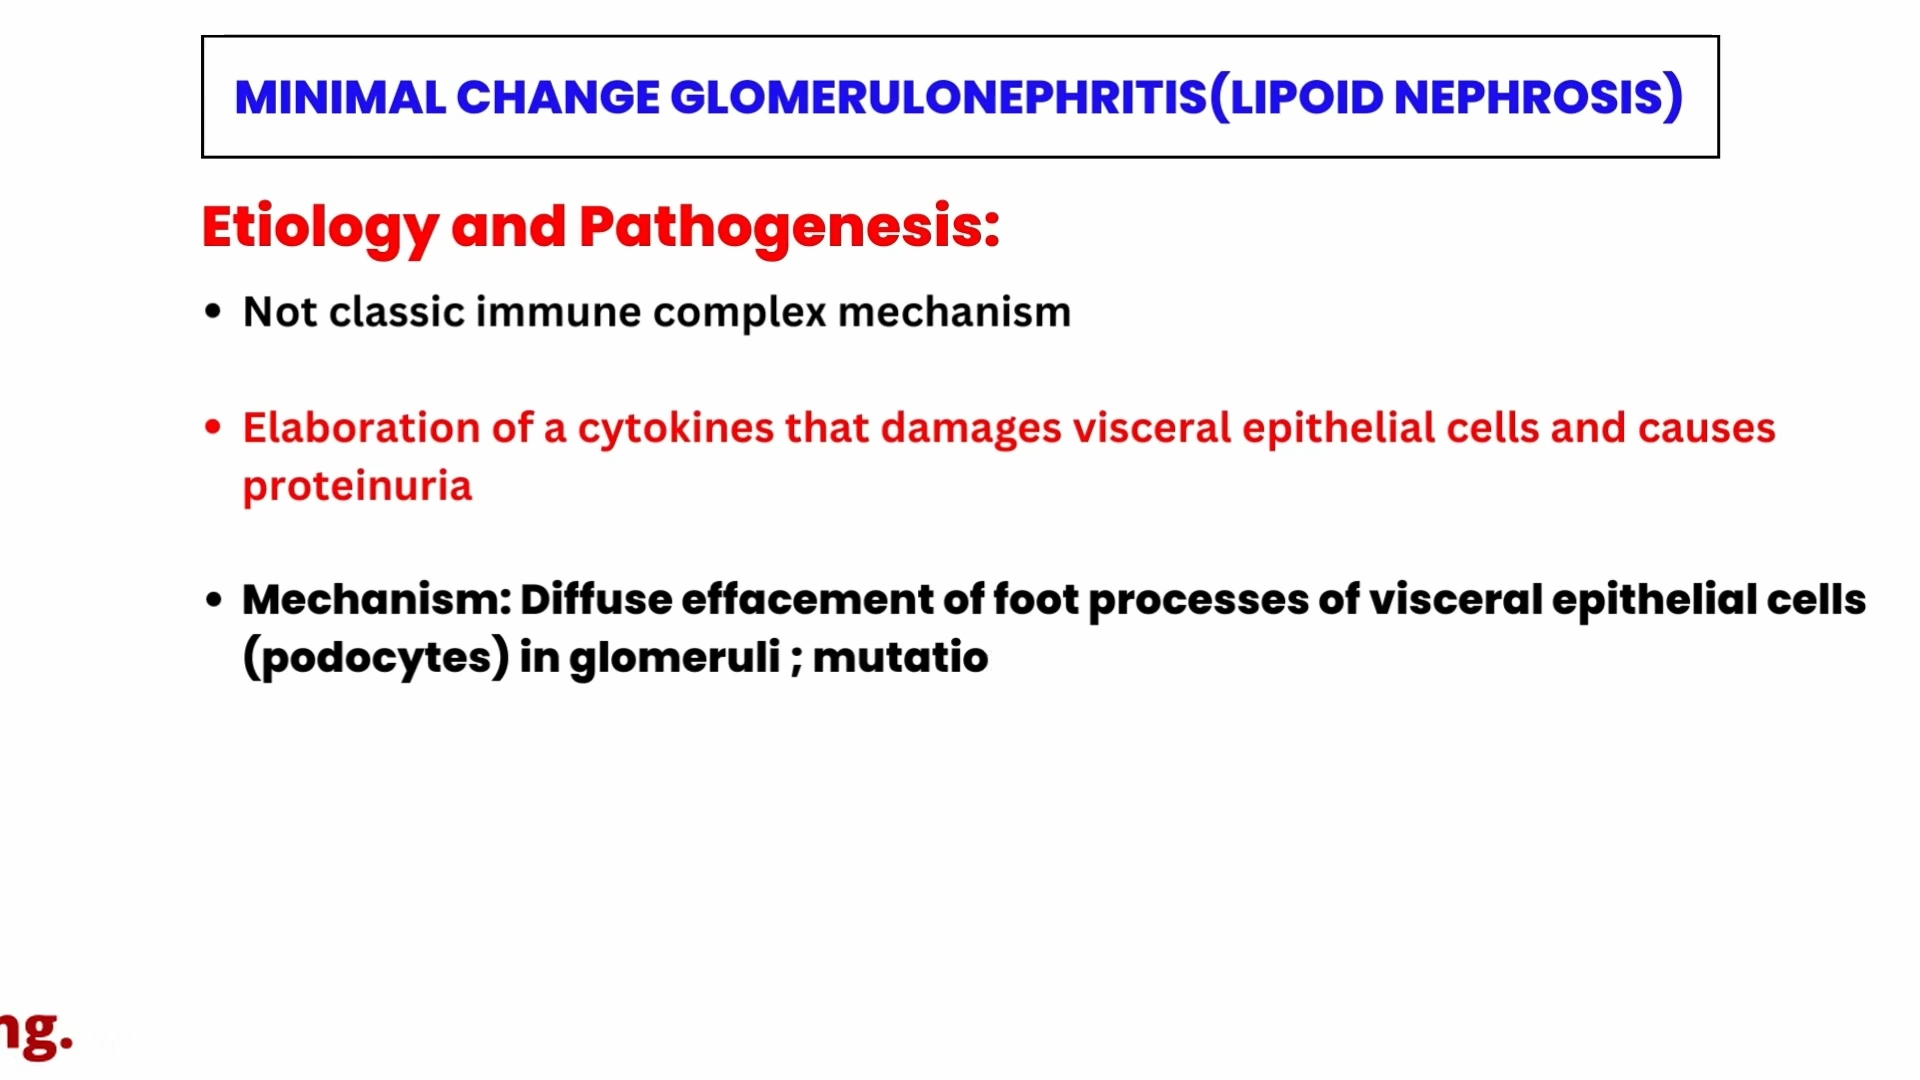 MINIMAL CHANGE GLOMERULONEPHRITIS(LIPOID NEPHROSIS)
Etiology and Pathogenesis:
• Not classic immune complex mechanism
• Elaboration of a cytokines that damages visceral epithelial cells and causes
proteinuria
• Mechanism: Diffuse effacement of foot processes of visceral epithelial cells
(podocytes) in glomeruli ; mutatio
ng.